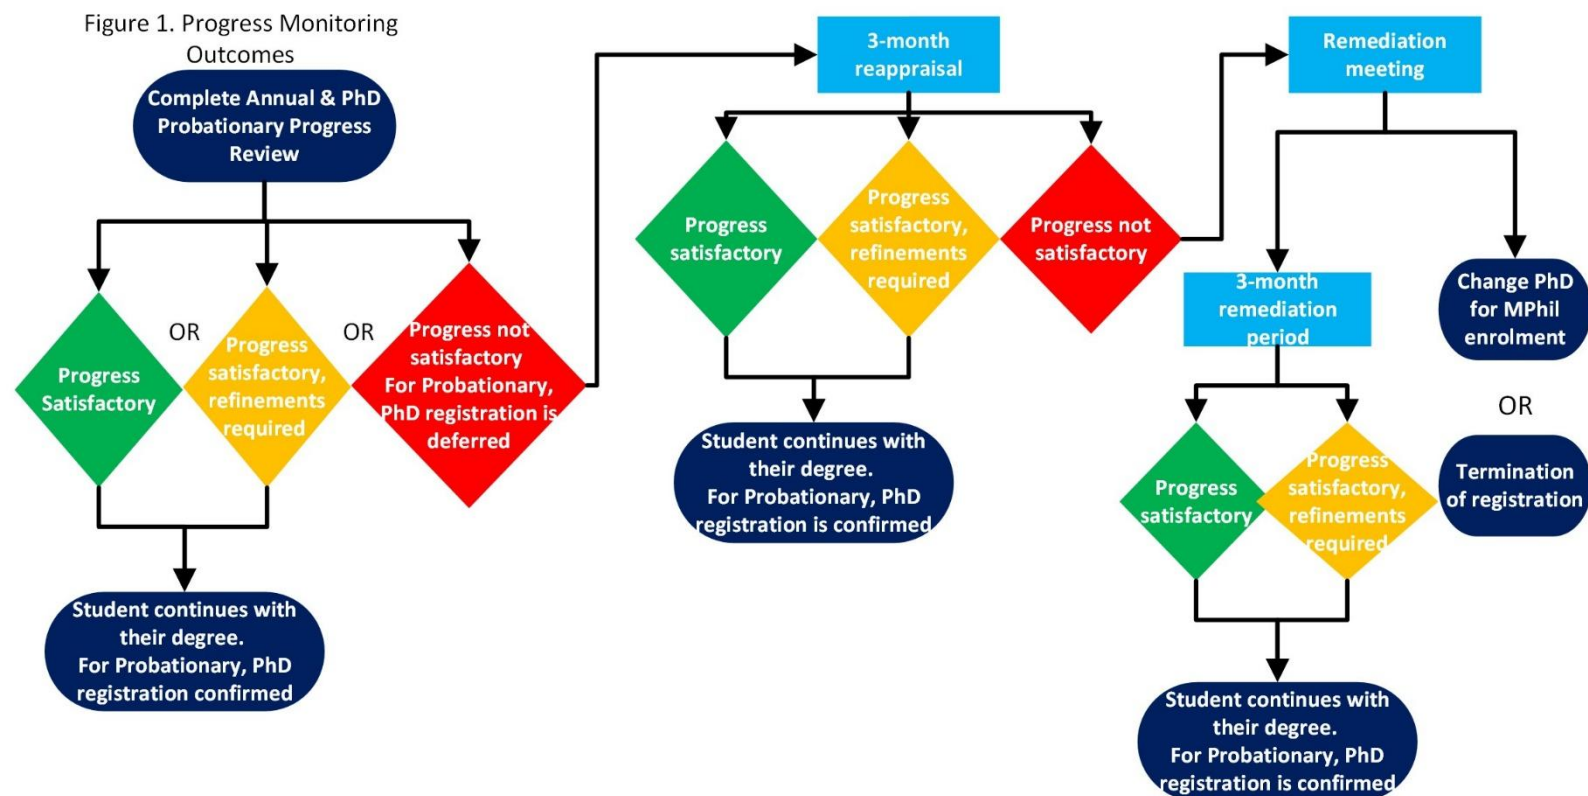 Figure 1. Progress Monitoring
Outcomes
Complete Annual & PhD
Probationary Progress
Review
Progress
Satisfactory
OR
Progress
satisfactory,
refinements
required
OR
Progress not
satisfactory
For Probationary,
PhD registration is
deferred
Student continues with
their degree.
For Probationary, PhD
registration confirmed
3-month
reappraisal
Progress
satisfactory
Progress
satisfactory,
refinements
required
Progress not
satisfactory
Student continues with
their degree.
For Probationary, PhD
registration is confirmed
Remediation
meeting
3-month
remediation
period
Change PhD
for MPhil
enrolment
OR
Termination
of registration
Progress
satisfactory
Progress
satisfactory,
refinements
required
Student continues with
their degree.
For Probationary, PhD
registration is confirmed